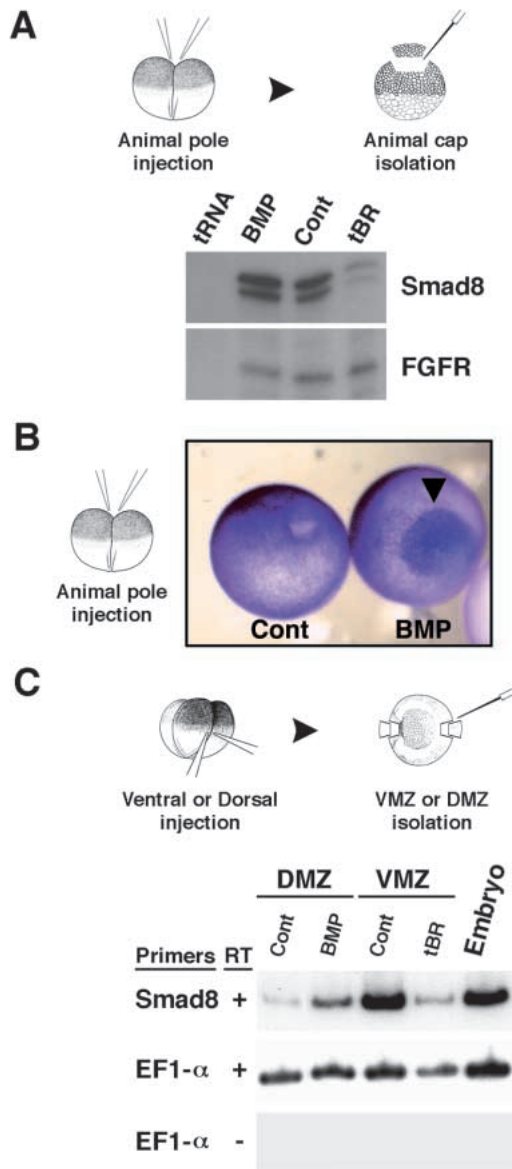 A
Animal pole
injection
Animal cap
isolation
tRNA BMP Cont tBR
Smad8
FGFR
B
Animal pole
injection
Cont BMP
C
Ventral or Dorsal
injection
VMZ or DMZ
isolation
DMZ VMZ
Cont BMP Cont tBR Embryo
Primers RT
Smad8 +
EF1-α +
EF1-α -